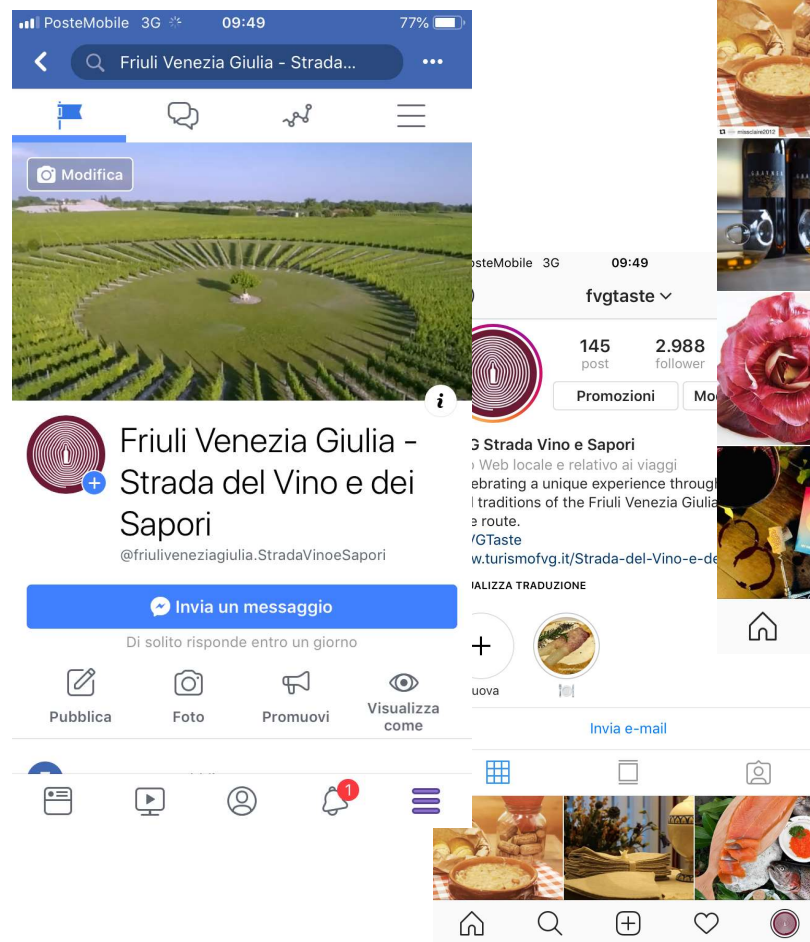 PosteMobile 3G 09:49 77%
Friuli Venezia Giulia - Strada...
Modifica
Friuli Venezia Giulia -
Strada del Vino e dei
Sapori
@friuliveneziagiulia.StradaVinoeSapori
Invia un messaggio
Di solito risponde entro un giorno
Pubblica
Foto
Promuovi
Visualizza
come
1
osteMobile 3G 09:49
fvgtaste
145 2.988
post follower
Promozioni Mo
G Strada Vino e Sapori
Web locale e relativo ai viaggi
ebrating a unique experience through
traditions of the Friuli Venezia Giulia
e route.
/GTaste
w.turismofvg.it/Strada-del-Vino-e-de
UALIZZA TRADUZIONE
uova
Invia e-mail
missclaire2012
GRAVNER